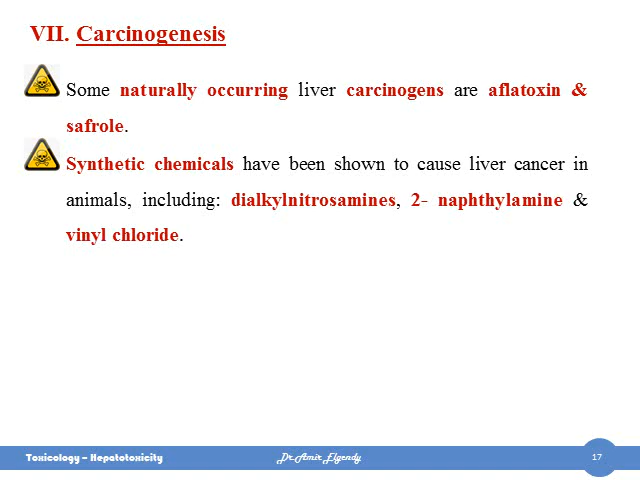 VII. Carcinogenesis
Some naturally occurring liver carcinogens are aflatoxin &
safrole.
Synthetic chemicals have been shown to cause liver cancer in
animals, including: dialkylnitrosamines, 2- naphthylamine &
vinyl chloride.
Toxicology – Hepatotoxicity Dr.Amir Elgendy 17